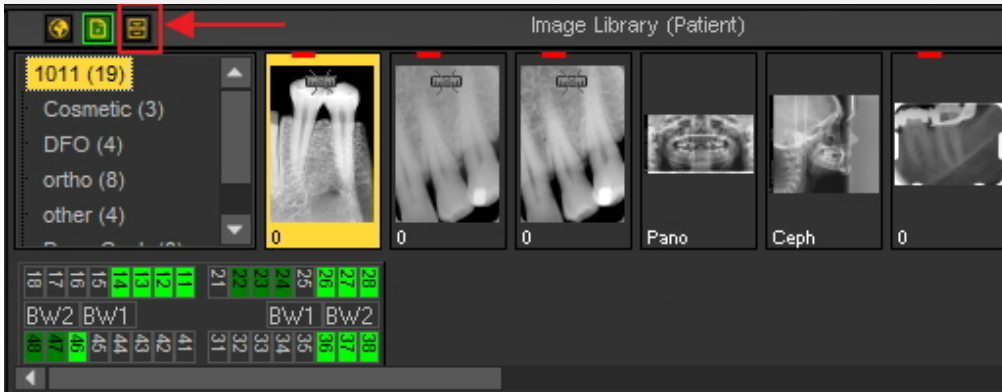 Image Library (Patient)
1011 (19)
Cosmetic (3)
DFO (4)
ortho (8)
other (4)
0
0
0
Pano
Ceph
0
18 17 16 15 14 13 12 11 21 22 23 24 25 26 27 28
BW2 BW1 BW1 BW2
48 47 46 45 44 43 42 41 31 32 33 34 35 36 37 38